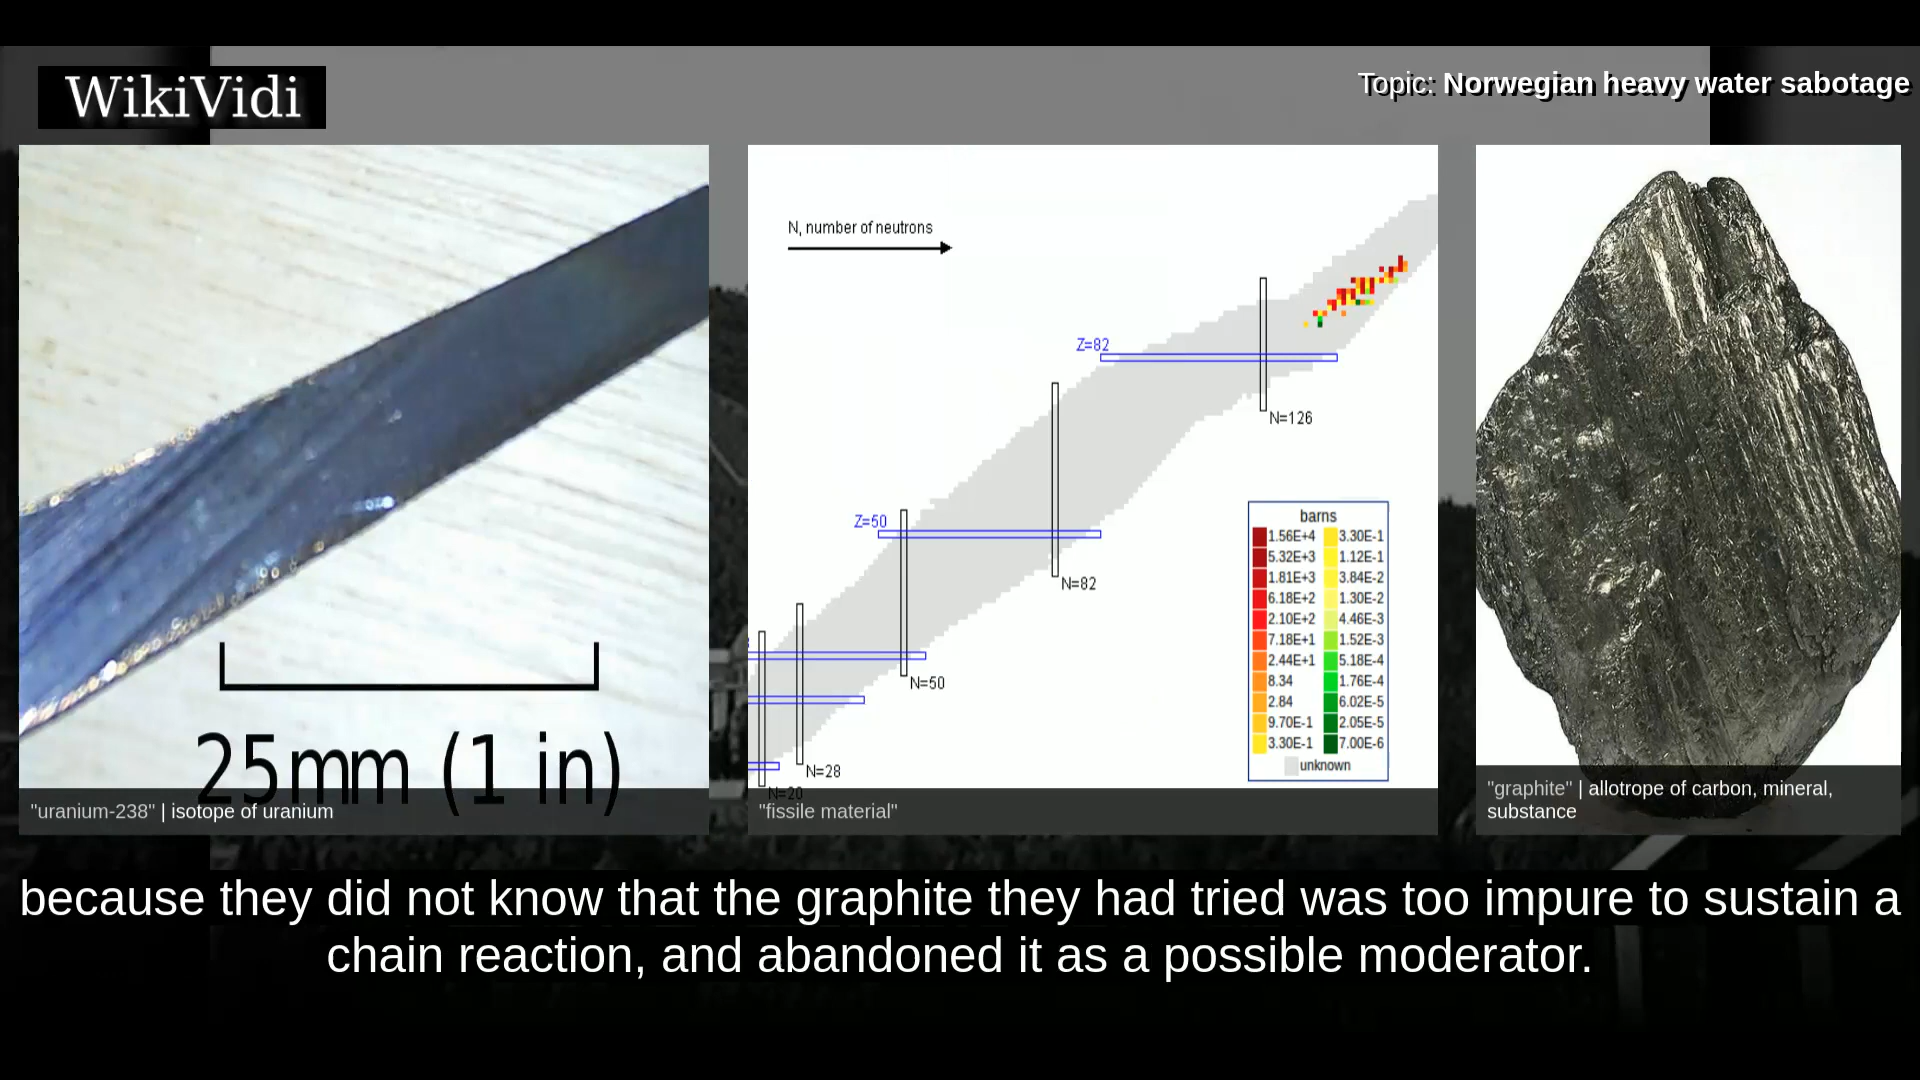 WikiVidi
Topic: Norwegian heavy water sabotage
25mm (1 in)
"uranium-238" | isotope of uranium
N, number of neutrons
Z=82
N=126
Z=50
N=82
N=50
N=28
N=20
barns
1.56E+4 3.30E-1
5.32E+3 1.12E-1
1.81E+3 3.84E-2
6.18E+2 1.30E-2
2.10E+2 4.46E-3
7.18E+1 1.52E-3
2.44E+1 5.18E-4
8.34 1.76E-4
2.84 6.02E-5
9.70E-1 2.05E-5
3.30E-1 7.00E-6
unknown
"fissile material"
"graphite" | allotrope of carbon, mineral,
substance
because they did not know that the graphite they had tried was too impure to sustain a
chain reaction, and abandoned it as a possible moderator.